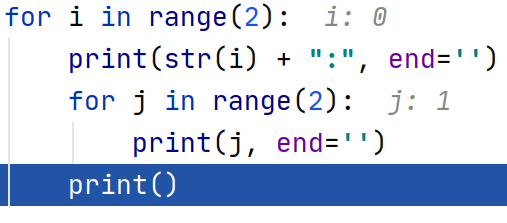 for i in range(2):  i: 0
    print(str(i) + ":", end='')
    for j in range(2):  j: 1
        print(j, end='')
    print()